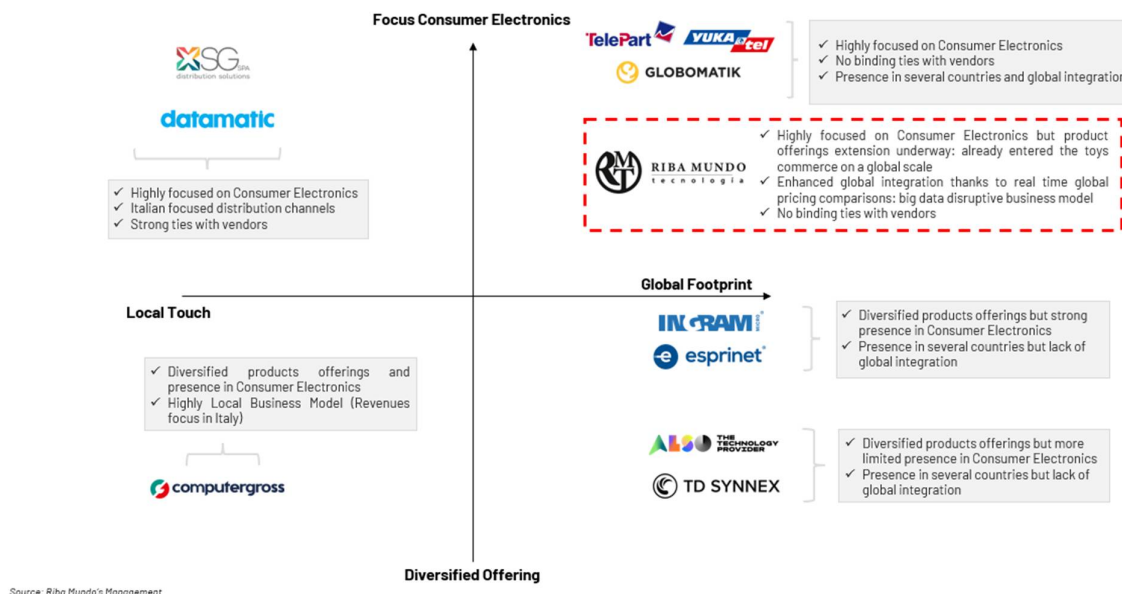 Focus Consumer Electronics
XSG SPA
distribution solutions
datamatic
✓ Highly focused on Consumer Electronics
✓ Italian focused distribution channels
✓ Strong ties with vendors
TelePart
YUKAtel
GLOBOMATIK
✓ Highly focused on Consumer Electronics
✓ No binding ties with vendors
✓ Presence in several countries and global integration
RMT
RIBA MUNDO
tecnología
✓ Highly focused on Consumer Electronics but product
offerings extension underway: already entered the toys
commerce on a global scale
✓ Enhanced global integration thanks to real time global
pricing comparisons: big data disruptive business model
✓ No binding ties with vendors
Global Footprint
Local Touch
INGRAM MICRO
esprinet
✓ Diversified products offerings but strong
presence in Consumer Electronics
✓ Presence in several countries but lack of
global integration
✓ Diversified products offerings and
presence in Consumer Electronics
✓ Highly Local Business Model (Revenues
focus in Italy)
computergross
ALSO THE
TECHNOLOGY
PROVIDER
TD SYNNEX
✓ Diversified products offerings but more
limited presence in Consumer Electronics
✓ Presence in several countries but lack of
global integration
Diversified Offering
Source: Riba Mundo's Management